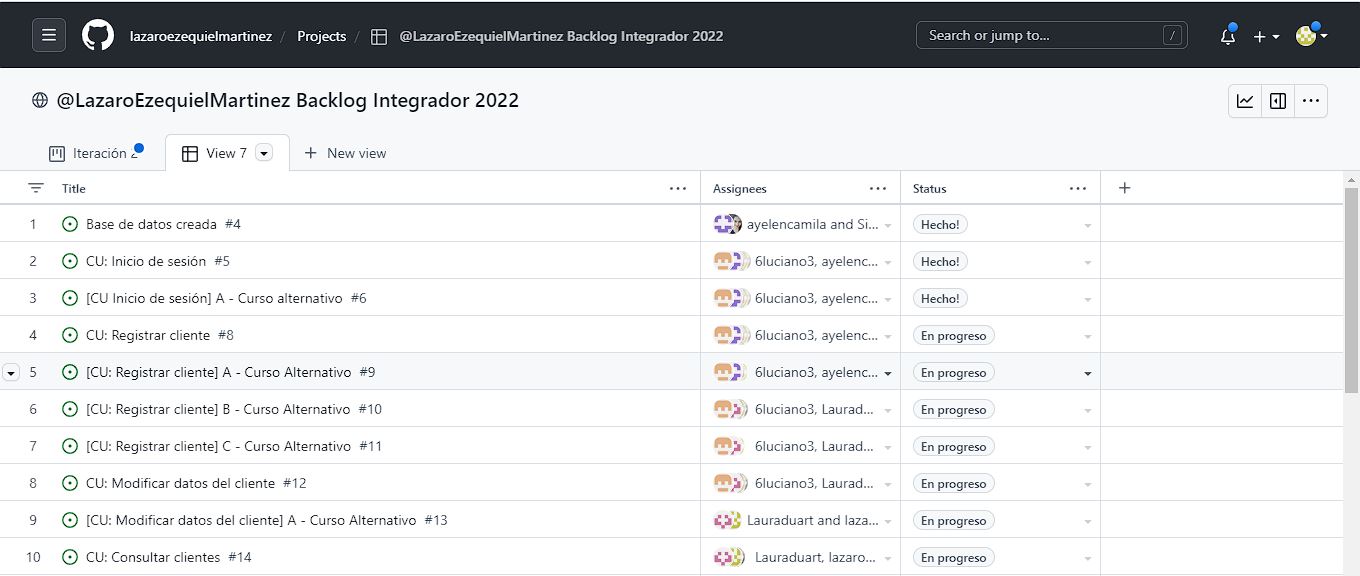 lazaroezequielmartinez / Projects / @LazaroEzequielMartinez Backlog Integrador 2022
Search or jump to... /
@LazaroEzequielMartinez Backlog Integrador 2022
Iteración 2 View 7 + New view
Title Assignees Status +
1 Base de datos creada #4 ayelencamila and Si... Hecho!
2 CU: Inicio de sesión #5 6luciano3, ayelenc... Hecho!
3 [CU Inicio de sesión] A - Curso alternativo #6 6luciano3, ayelenc... Hecho!
4 CU: Registrar cliente #8 6luciano3, ayelenc... En progreso
5 [CU: Registrar cliente] A - Curso Alternativo #9 6luciano3, ayelenc... En progreso
6 [CU: Registrar cliente] B - Curso Alternativo #10 6luciano3, Laurad... En progreso
7 [CU: Registrar cliente] C - Curso Alternativo #11 6luciano3, Laurad... En progreso
8 CU: Modificar datos del cliente #12 6luciano3, Laurad... En progreso
9 [CU: Modificar datos del cliente] A - Curso Alternativo #13 Lauraduart and laza... En progreso
10 CU: Consultar clientes #14 Lauraduart, lazaro... En progreso